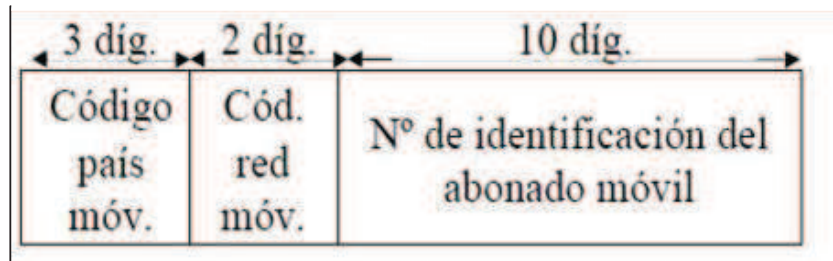 3 díg. 2 díg. 10 díg.
Código
país
móv.
Cód.
red
móv.
Nº de identificación del
abonado móvil